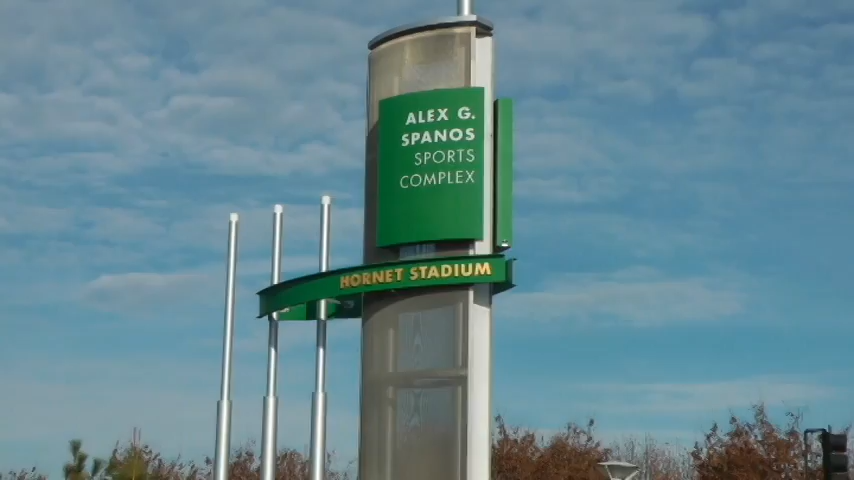 ALEX G.
SPANOS
SPORTS
COMPLEX
HORNET STADIUM